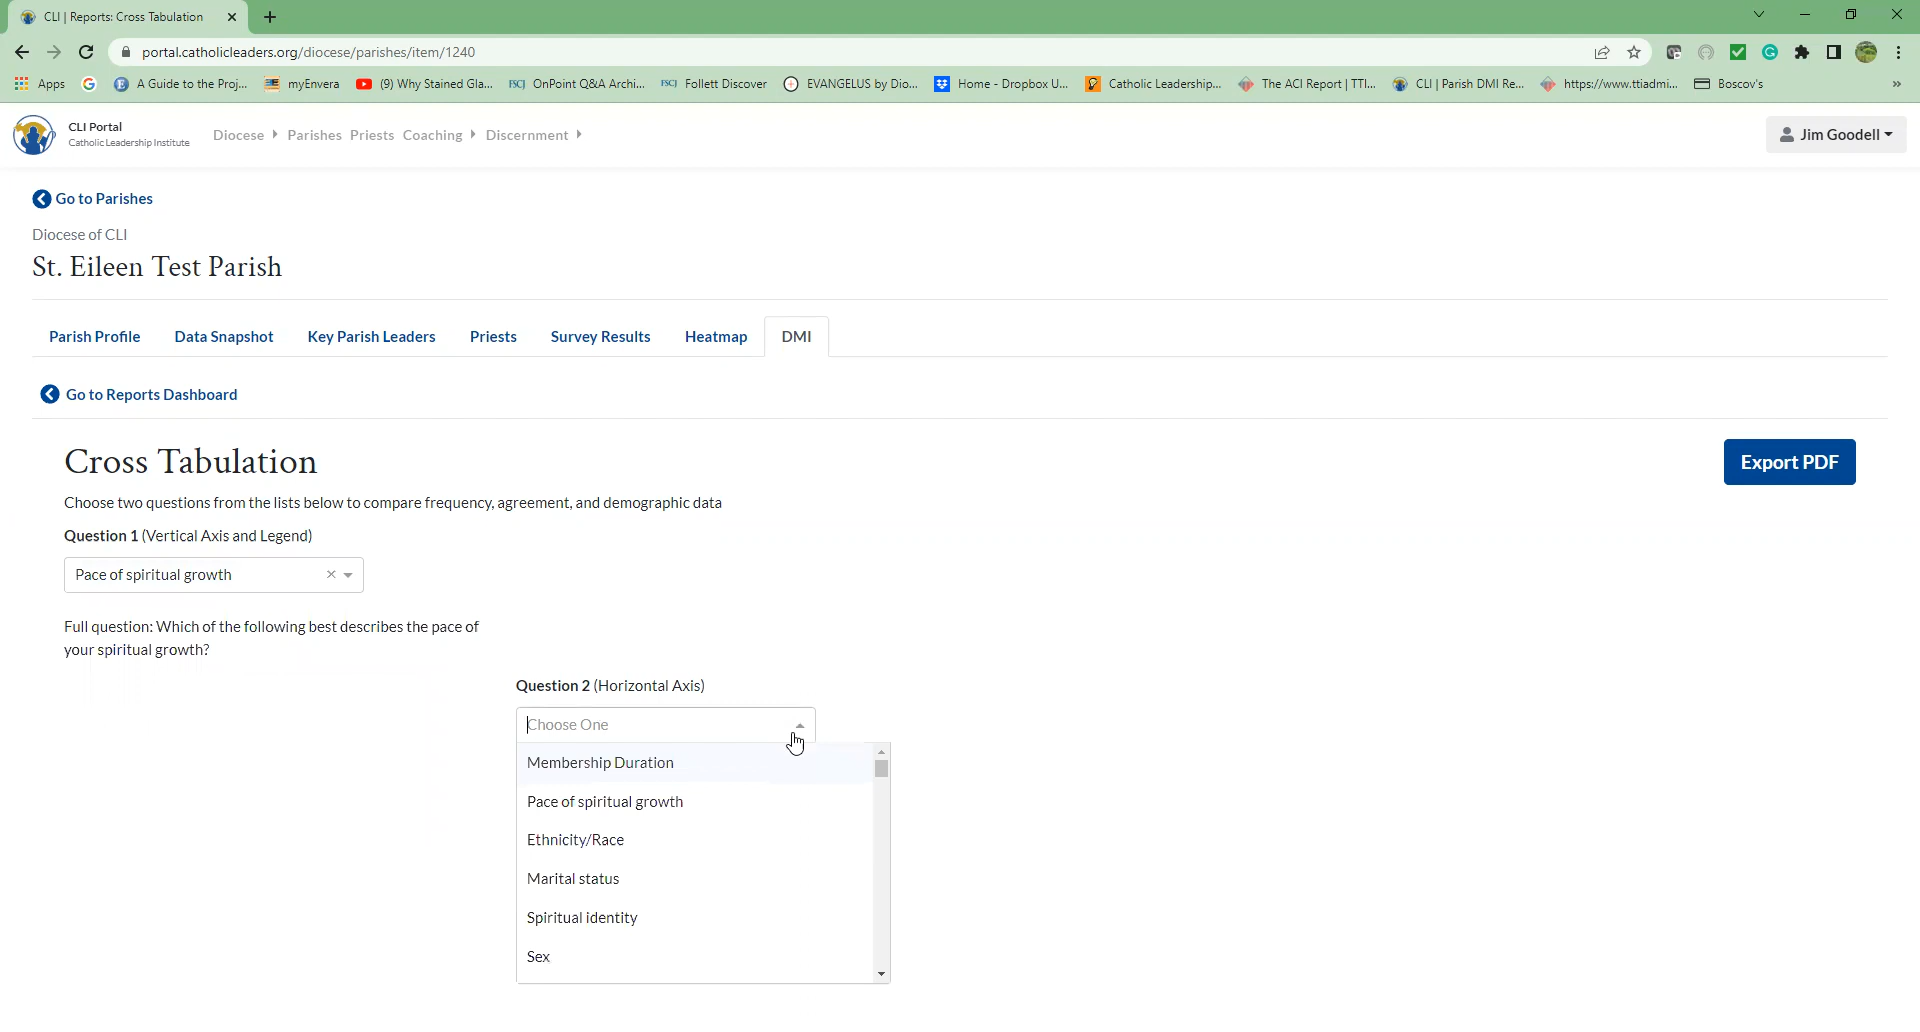 CLI | Reports: Cross Tabulation
portal.catholicleaders.org/diocese/parishes/item/1240
Apps
A Guide to the Proj...
myEnvera
(9) Why Stained Gla...
FSCJ OnPoint Q&A Archi...
FSCJ Follett Discover
EVANGELUS by Dio...
Home - Dropbox U...
Catholic Leadership...
The ACI Report | TTI...
CLI | Parish DMI Re...
https://www.ttiadmi...
Boscov's
»
CLI Portal
Catholic Leadership Institute
Diocese
Parishes
Priests
Coaching
Discernment
Jim Goodell
Go to Parishes
Diocese of CLI
St. Eileen Test Parish
Parish Profile
Data Snapshot
Key Parish Leaders
Priests
Survey Results
Heatmap
DMI
Go to Reports Dashboard
Cross Tabulation
Export PDF
Choose two questions from the lists below to compare frequency, agreement, and demographic data
Question 1 (Vertical Axis and Legend)
Pace of spiritual growth
Full question: Which of the following best describes the pace of
your spiritual growth?
Question 2 (Horizontal Axis)
Choose One
Membership Duration
Pace of spiritual growth
Ethnicity/Race
Marital status
Spiritual identity
Sex